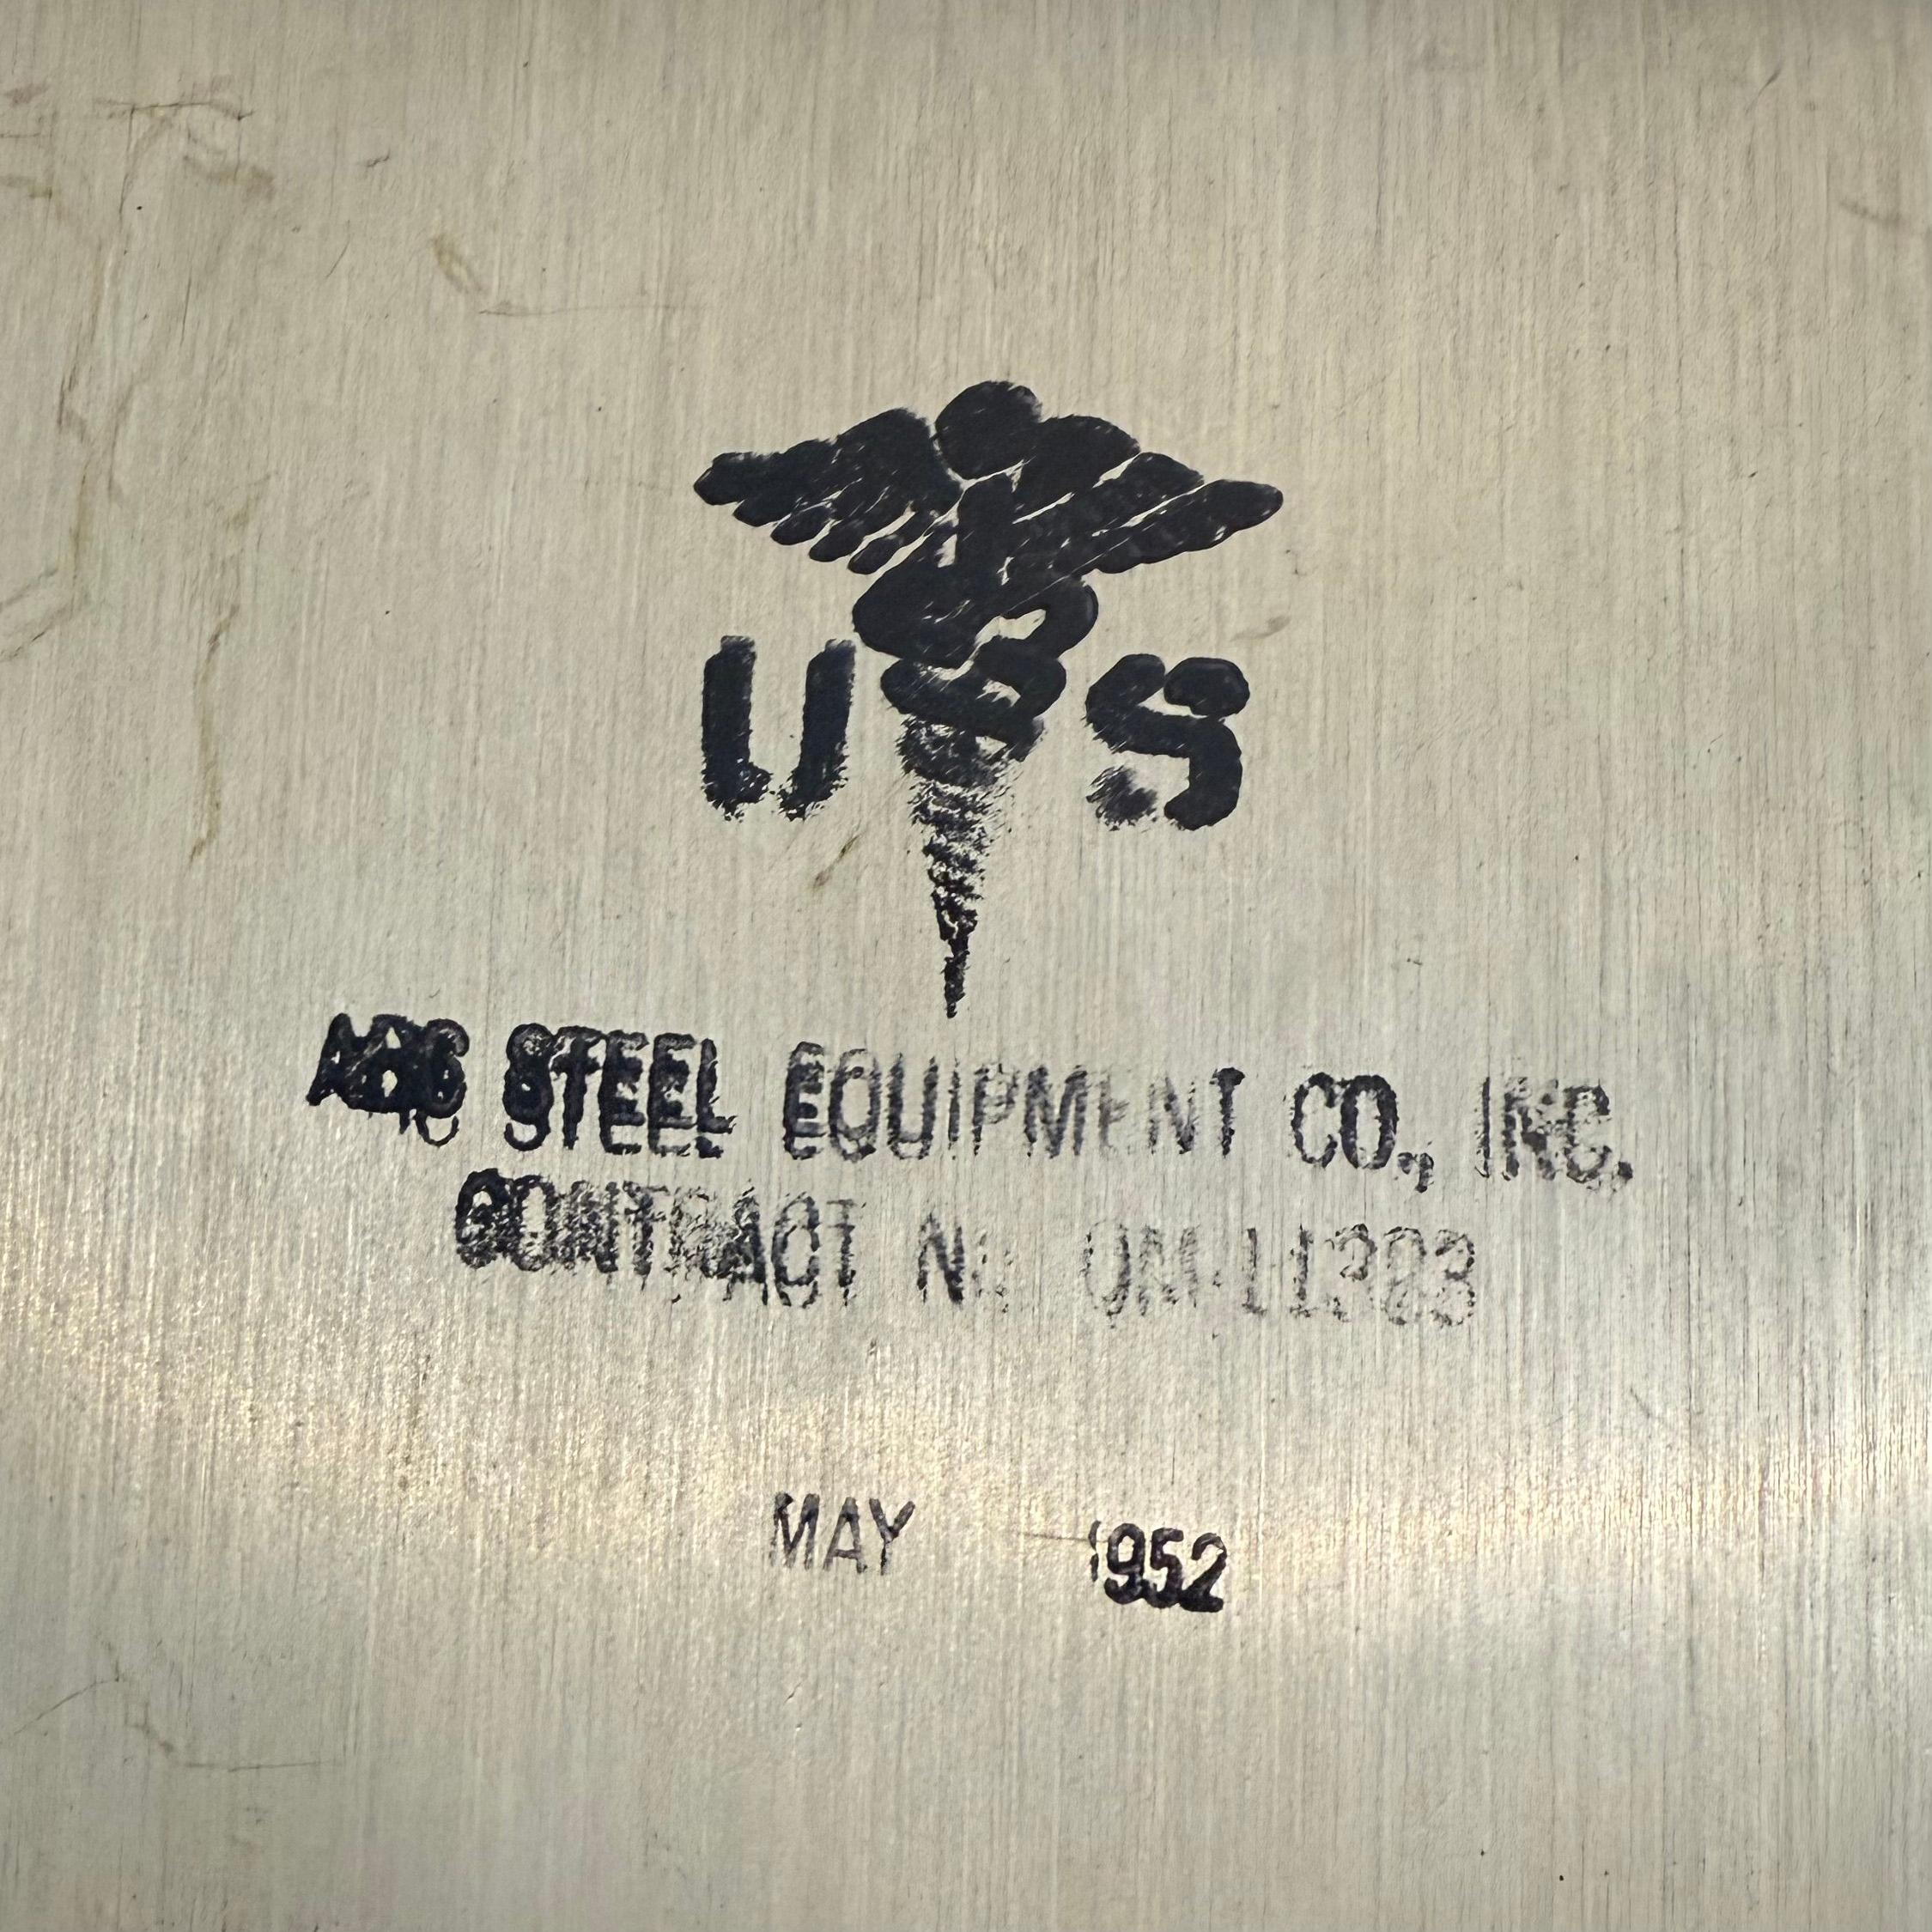 U S
STEEL EQUIPMENT CO., INC.
CONTRACT
MAY 1952